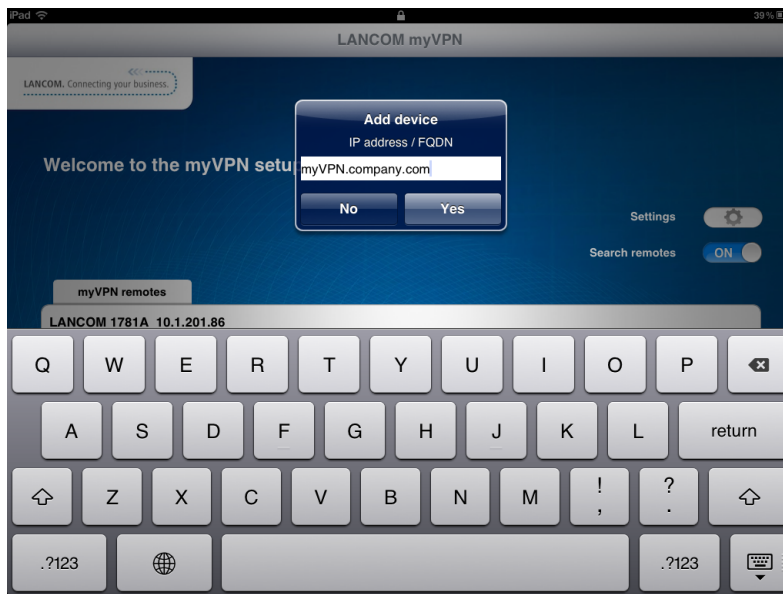 iPad 39%
LANCOM myVPN
LANCOM. Connecting your business.
Add device
IP address / FQDN
Welcome to the myVPN setup
myVPN.company.com
No Yes
Settings
Search remotes ON
myVPN remotes
LANCOM 1781A 10.1.201.86
Q W E R T Y U I O P
A S D F G H J K L return
Z X C V B N M ! , ? .
.?123 .?123